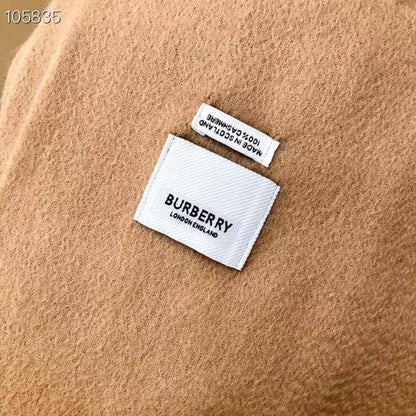 105835
MADE IN SCOTLAND
100% CASHMERE
BURBERRY
LONDON ENGLAND